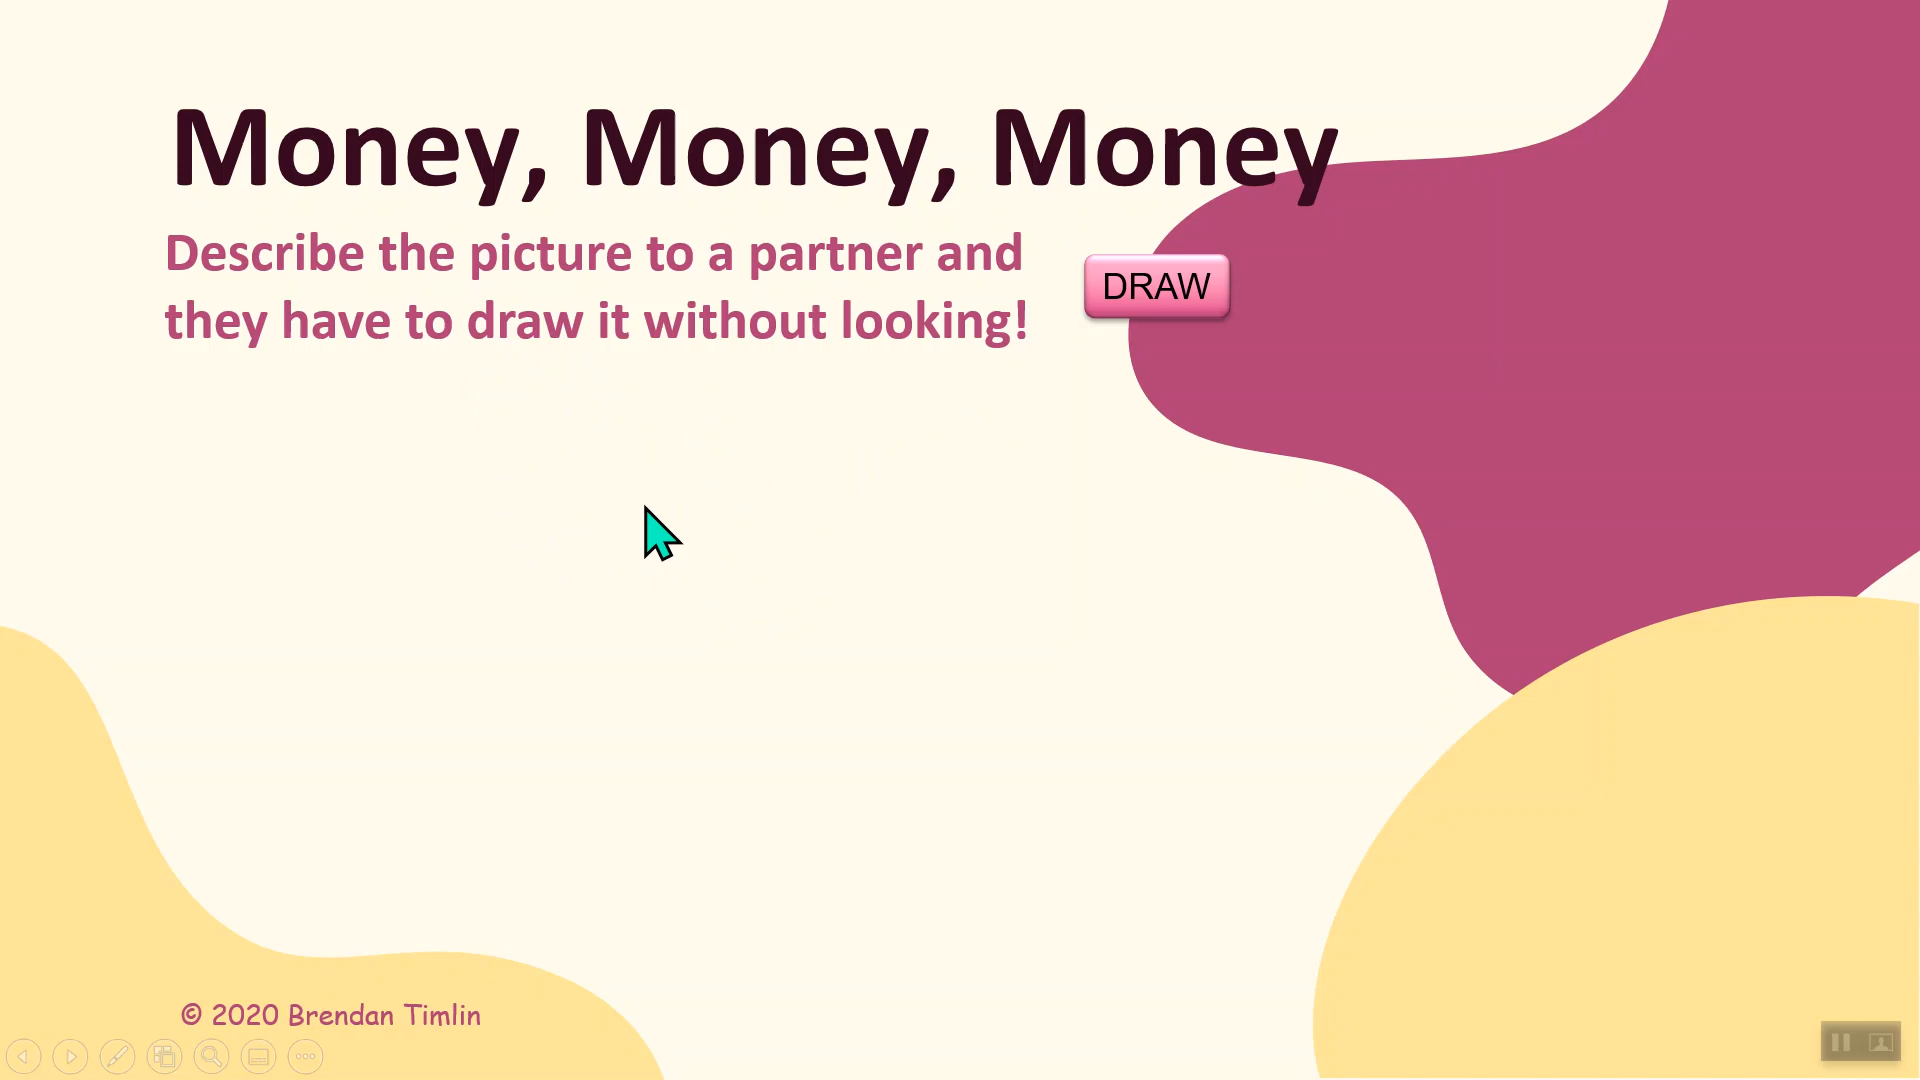 Money, Money, Money
Describe the picture to a partner and
they have to draw it without looking!
DRAW
© 2020 Brendan Timlin